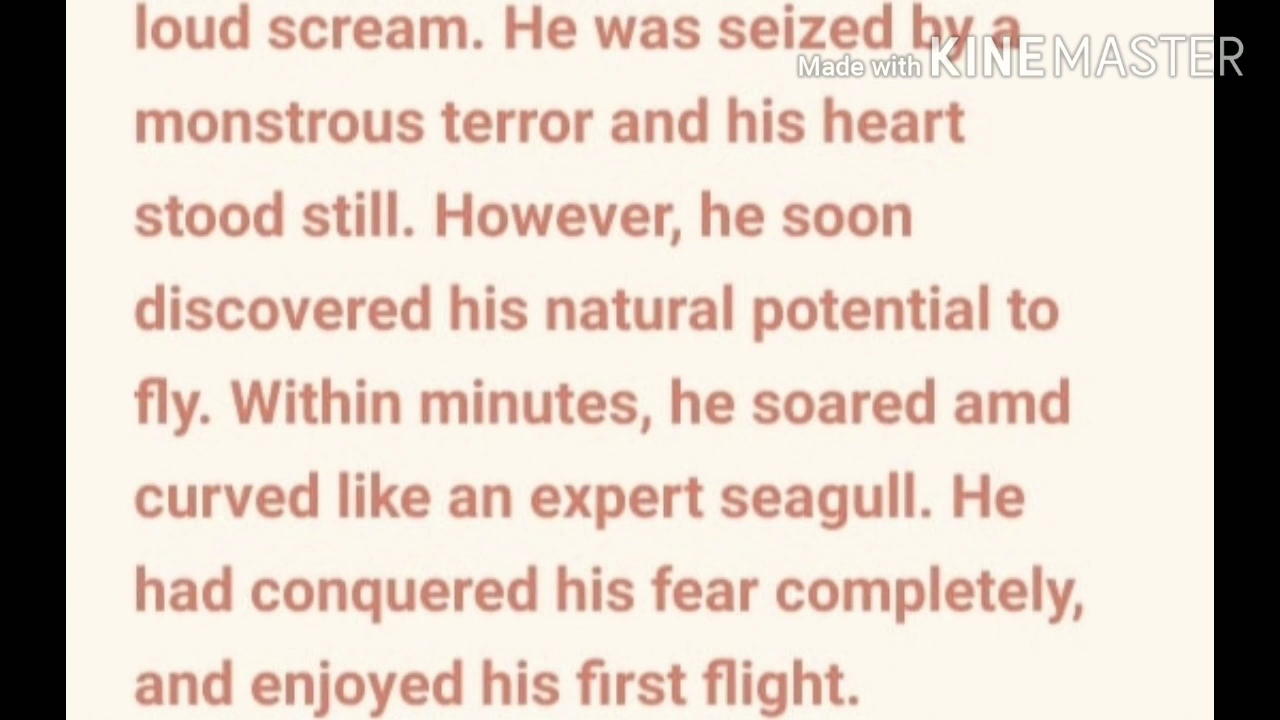 loud scream. He was seized by a
Made with KINEMASTER
monstrous terror and his heart
stood still. However, he soon
discovered his natural potential to
fly. Within minutes, he soared amd
curved like an expert seagull. He
had conquered his fear completely,
and enjoyed his first flight.